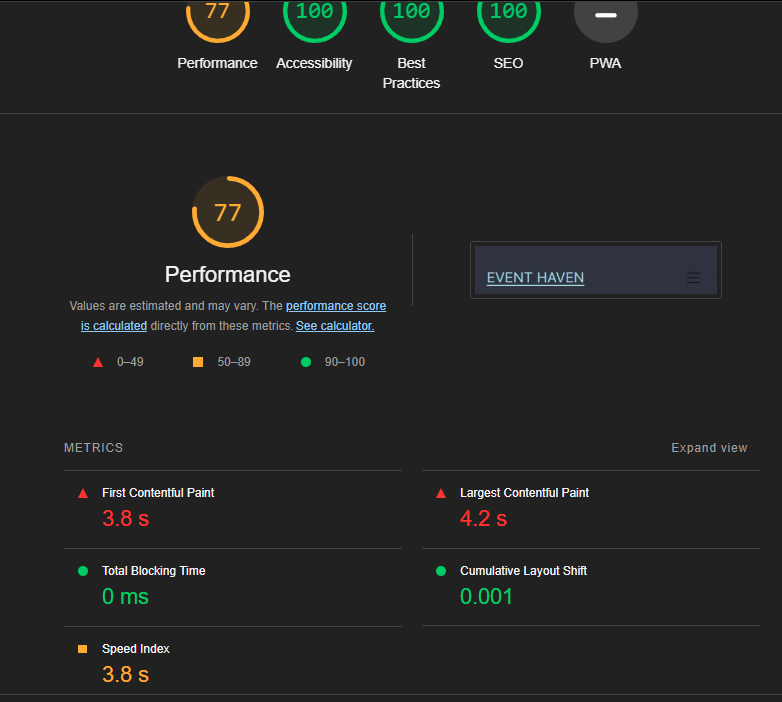 77 100 100 100
Performance Accessibility Best Practices SEO PWA
77
Performance
Values are estimated and may vary. The performance score
is calculated directly from these metrics. See calculator.
0–49 50–89 90–100
EVENT HAVEN
METRICS Expand view
First Contentful Paint
3.8 s
Largest Contentful Paint
4.2 s
Total Blocking Time
0 ms
Cumulative Layout Shift
0.001
Speed Index
3.8 s